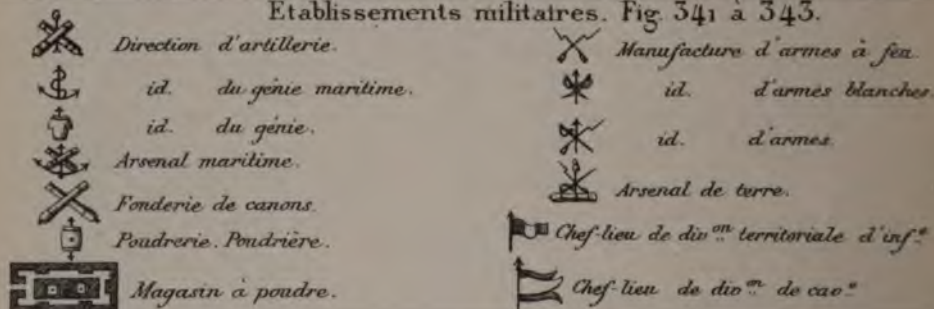 Etablissements militaires. Fig. 341 à 343.
Direction d'artillerie.
id. du génie maritime.
id. du génie.
Arsenal maritime.
Fonderie de canons.
Poudrerie. Poudrière.
Magasin à poudre.
Manufacture d'armes à feu.
id. d'armes blanches.
id. d'armes.
Arsenal de terre.
Chef-lieu de div.on territoriale d'inf.e
Chef-lieu de div.on de cav.e